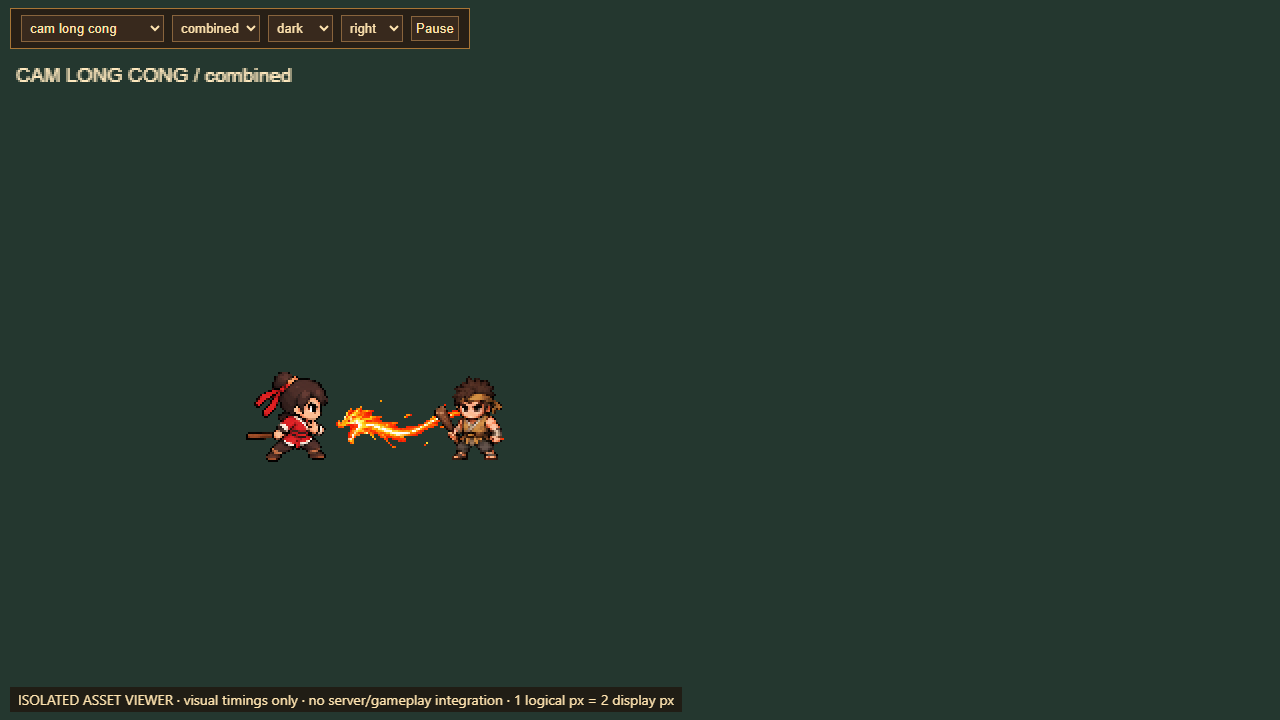 cam long cong combined dark right Pause
CAM LONG CONG / combined
ISOLATED ASSET VIEWER · visual timings only · no server/gameplay integration · 1 logical px = 2 display px